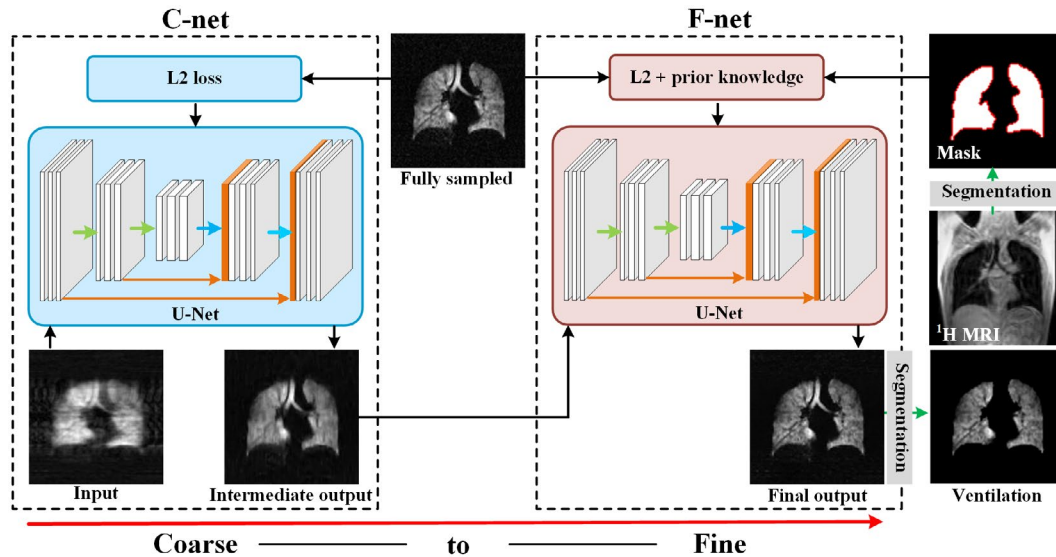 C-net
F-net
L2 loss
L2 + prior knowledge
Fully sampled
Mask
Segmentation
¹H MRI
U-Net
U-Net
Segmentation
Input
Intermediate output
Final output
Ventilation
Coarse to Fine